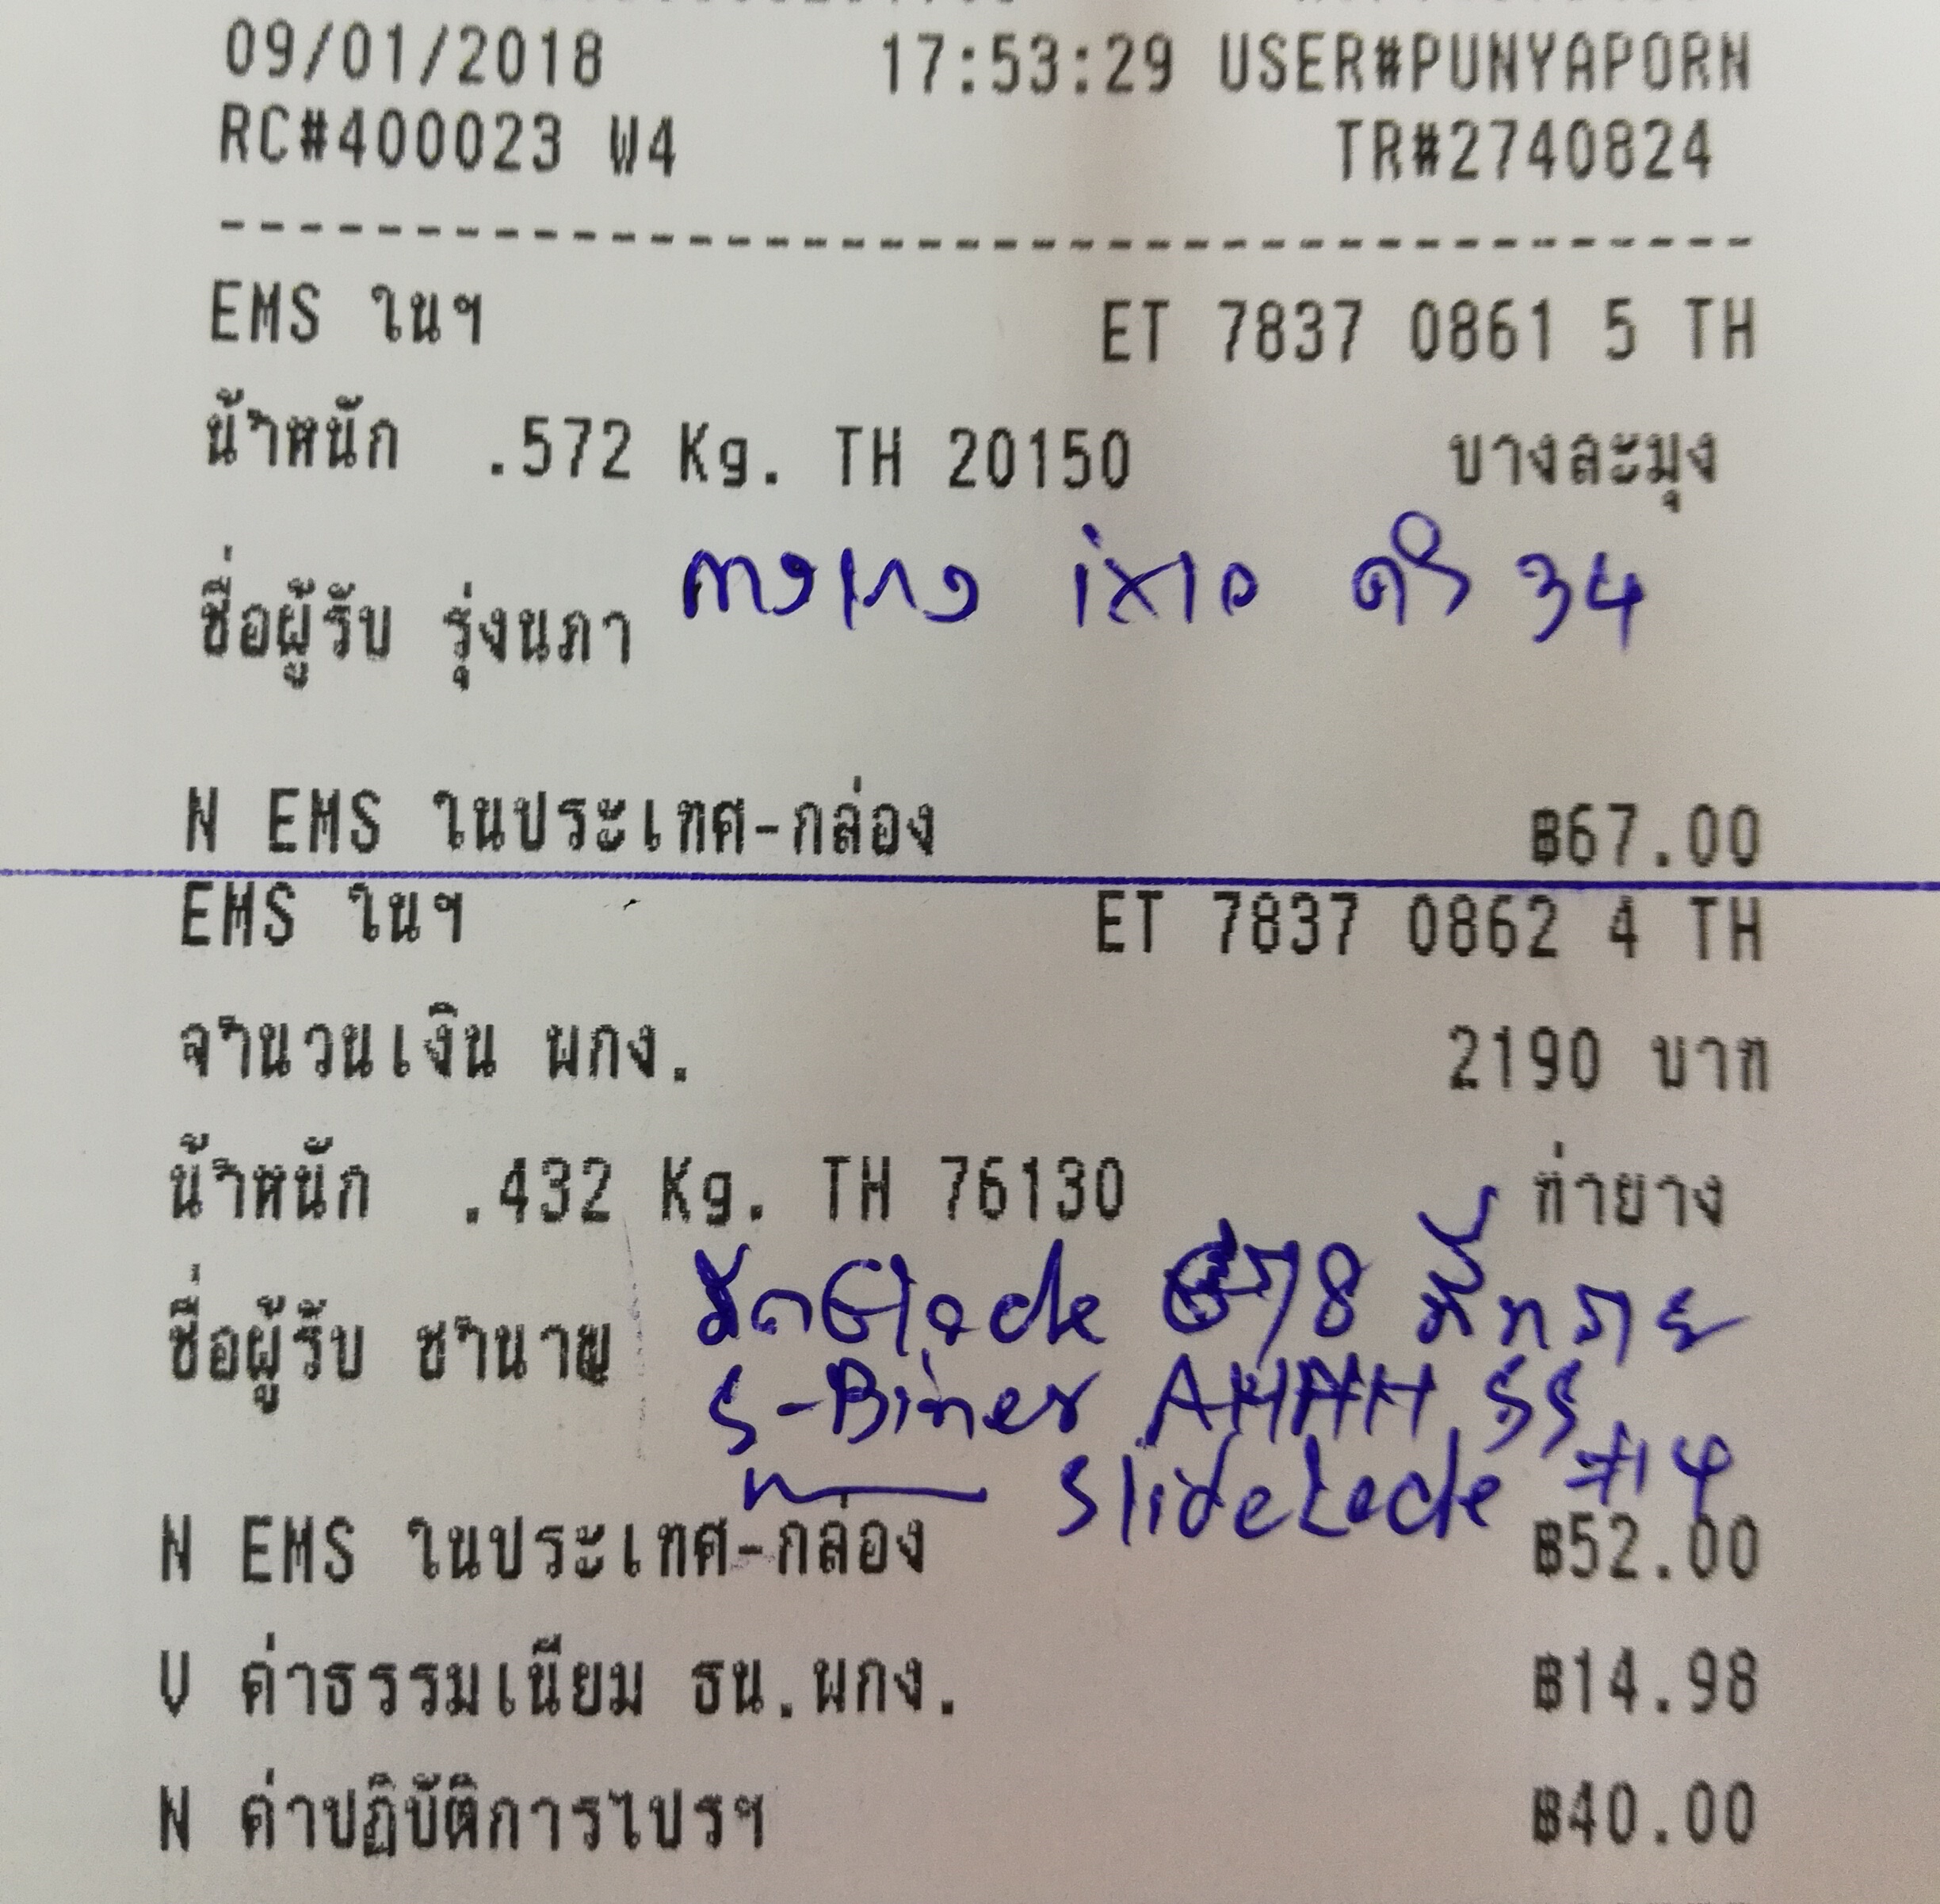 09/01/2018 17:53:29 USER#PUNYAPORN
RC#400023 W4 TR#2740824
EMS ในฯ ET 7837 0861 5 TH
น้ำหนัก .572 Kg. TH 20150 บางละมุง
ชื่อผู้รับ รุ่งนภา 34
N EMS ในประเทศ-กล่อง ฿67.00
EMS ในฯ ET 7837 0862 4 TH
จำนวนเงิน พกง. 2190 บาท
น้ำหนัก .432 Kg. TH 76130 ท่ายาง
ชื่อผู้รับ ชำนาญ Glock
S-Biner AHHH SS
SlideLock #4
N EMS ในประเทศ-กล่อง ฿52.00
V ค่าธรรมเนียม ธน.พกง. ฿14.98
N ค่าปฏิบัติการไปรฯ ฿40.00